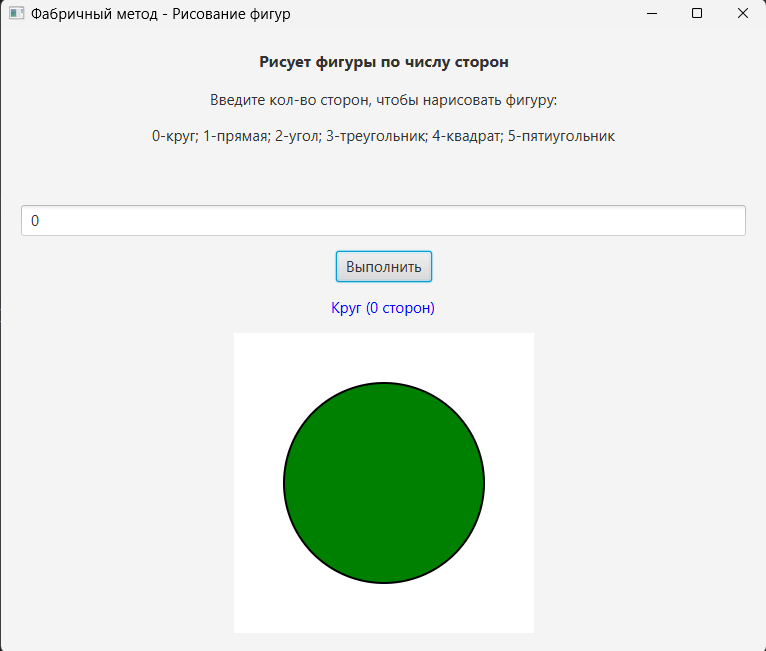 Фабричный метод - Рисование фигур
Рисует фигуры по числу сторон
Введите кол-во сторон, чтобы нарисовать фигуру:
0-круг; 1-прямая; 2-угол; 3-треугольник; 4-квадрат; 5-пятиугольник
0
Выполнить
Круг (0 сторон)